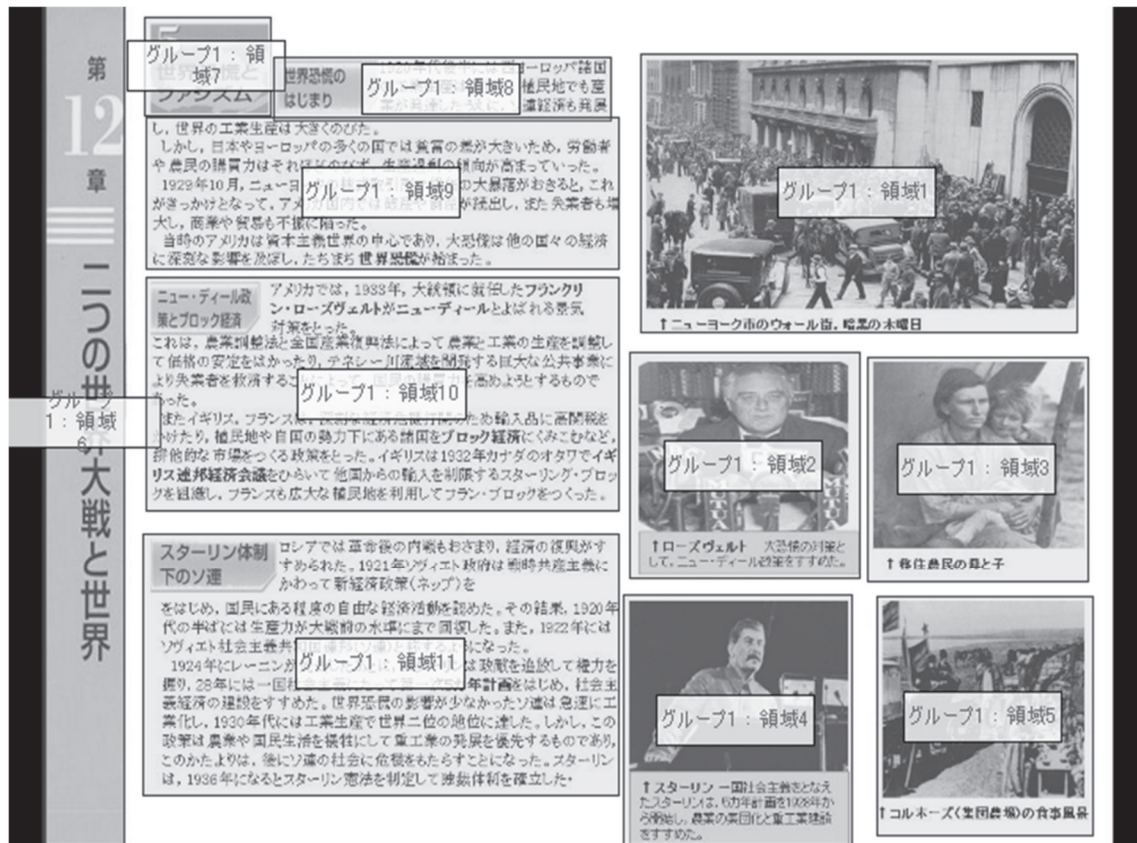 第
12
章
二つの世界大戦と世界
グループ1：領域6
5
グループ1：領域7
世界恐慌と
ファシズム
世界恐慌の
はじまり
グループ1：領域8
ーロッパ諸国
植民地でも産
連経済も発展
し，世界の工業生産は大きくのびた。
しかし，日本やヨーロッパの多くの国では貧富の差が大きいため，労働者
や農民の購買力はそれほどのびず，生産過剰の傾向が高まっていった。
1929年10月，ニューヨ
グループ1：領域9
の大暴落がおきると，これ
がきっかけとなって，アメ
が続出し，また失業者も増
大し，商業や貿易も不振に陥った。
当時のアメリカは資本主義世界の中心であり，大恐慌は他の国々の経済
に深刻な影響を及ぼし，たちまち世界恐慌が始まった。
ニュー・ディール政
策とブロック経済
アメリカでは，1933年，大統領に就任したフランクリ
ン・ローズヴェルトがニューディールとよばれる景気
対策をとった。
これは，農業調整法と全国産業復興法によって農業と工業の生産を調整し
て価格の安定をはかったり，テネシー川流域を開発する巨大な公共事業に
より失業者を救済する
を高めようとするもので
グループ1：領域10
あった。
またイギリス，フランスは，
ため輸入品に高関税を
かけたり，植民地や自国の勢力下にある諸国をブロック経済にくみこむなど，
排他的な市場をつくる政策をとった。イギリスは1932年カナダのオタワでイギ
リス連邦経済会議をひらいて他国からの輸入を制限するスターリング・ブロッ
クを組織し，フランスも広大な植民地を利用してフラン・ブロックをつくった。
スターリン体制
下のソ連
ロシアでは革命後の内戦もおさまり，経済の復興がす
すめられた。1921年ソヴィエト政府は戦時共産主義に
かわって新経済政策(ネップ)を
をはじめ，国民にある程度の自由な経済活動を認めた。その結果，1920年
代の半ばには生産力が大戦前の水準にまで回復した。また，1922年には
ソヴィエト社会主義共
になった。
1924年にレーニンが
グループ1：領域11
は政敵を追放して権力を
握り，28年には一国社
年計画をはじめ，社会主
義経済の建設をすすめた。世界恐慌の影響が少なかったソ連は急速に工
業化し，1930年代には工業生産で世界二位の地位に達した。しかし，この
政策は農業や国民生活を犠牲にして重工業の発展を優先するものであり，
このかたよりは，後にソ連の社会に危機をもたらすことになった。スターリン
は，1936年になるとスターリン憲法を制定して独裁体制を確立した・
グループ1：領域1
↑ニューヨーク市のウォール街，暗黒の木曜日
グループ1：領域2
MUTUAL
↑ローズヴェルト　大恐慌の対策と
して，ニュー・ディール政策をすすめた。
グループ1：領域3
↑移住農民の母と子
グループ1：領域4
↑スターリン 一国社会主義をとなえ
たスターリンは，5カ年計画を1928年か
ら開始し，農業の集団化と重工業建設
をすすめた。
グループ1：領域5
↑コルホーズ(集団農場)の食事風景